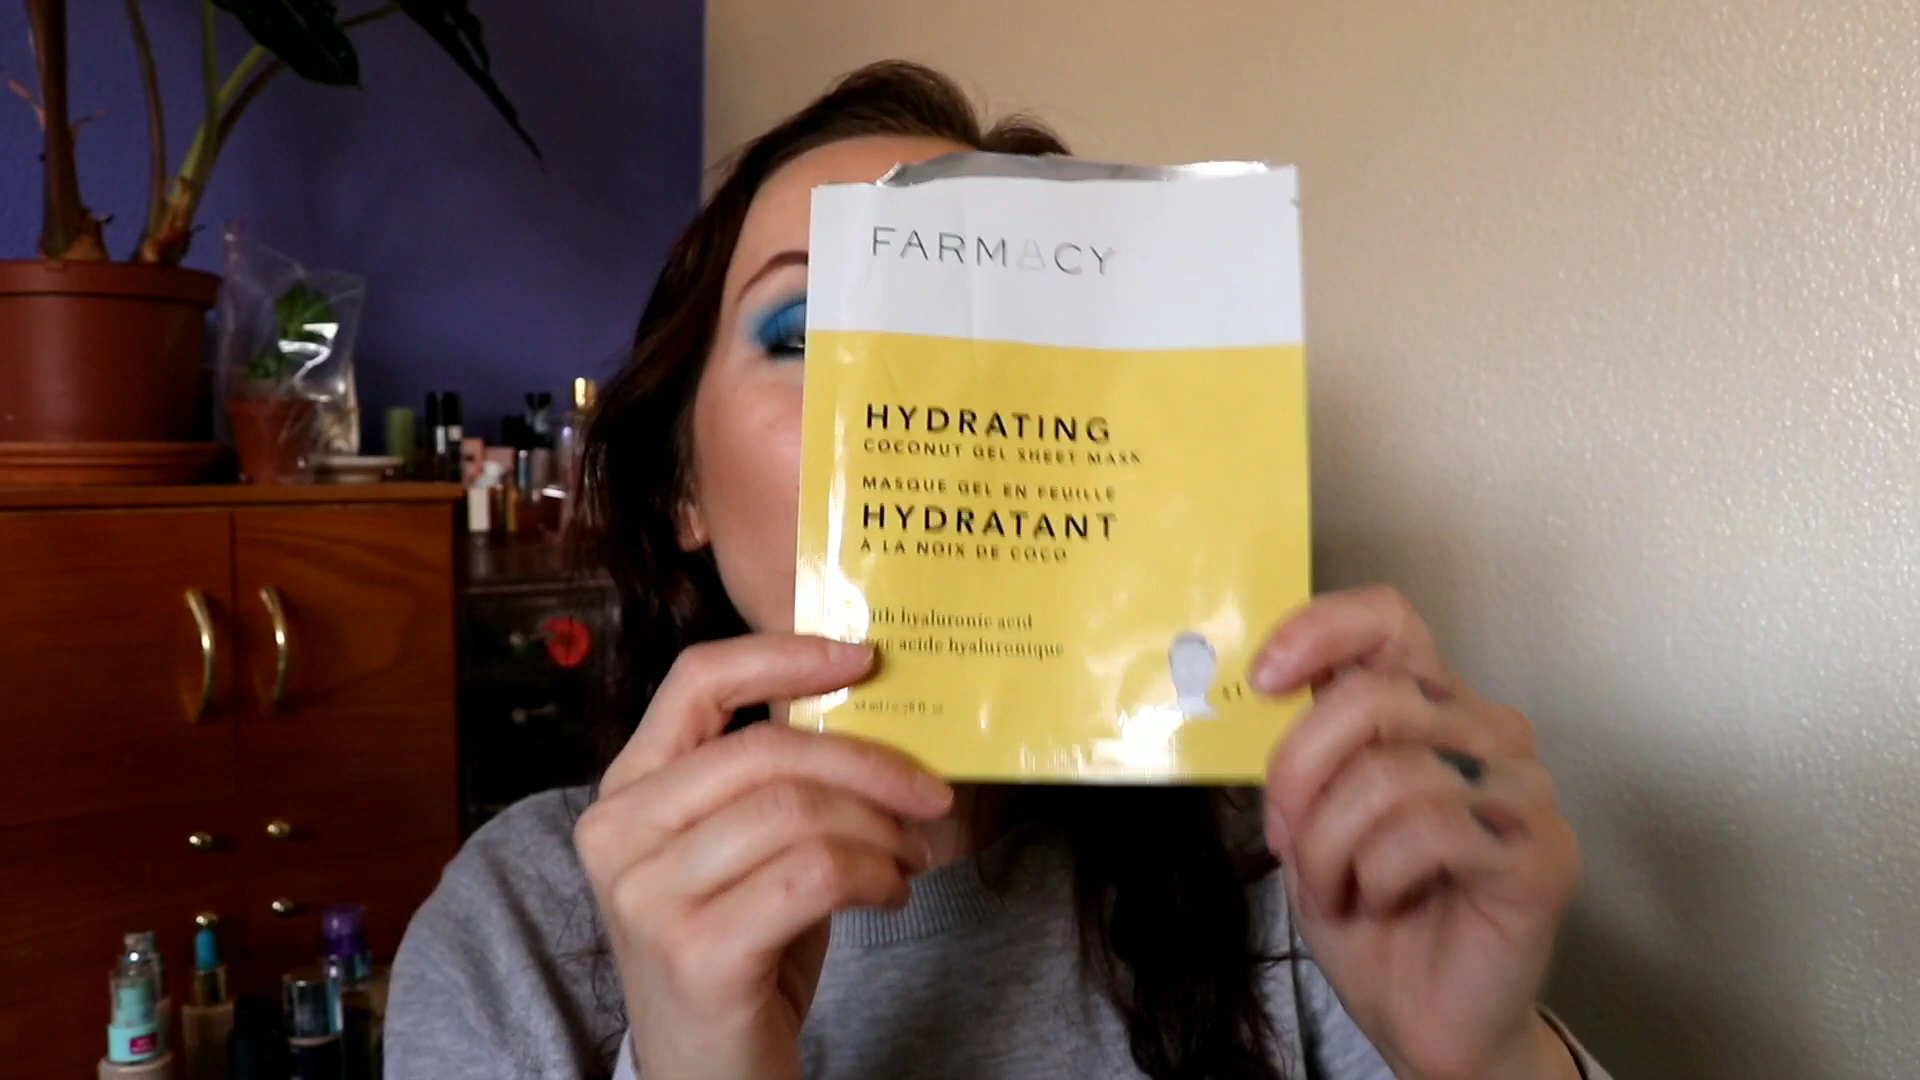 FARMACY
HYDRATING
COCONUT GEL SHEET MASK
MASQUE GEL EN FEUILLE
HYDRATANT
À LA NOIX DE COCO
hyaluronic acid
acide hyaluronique